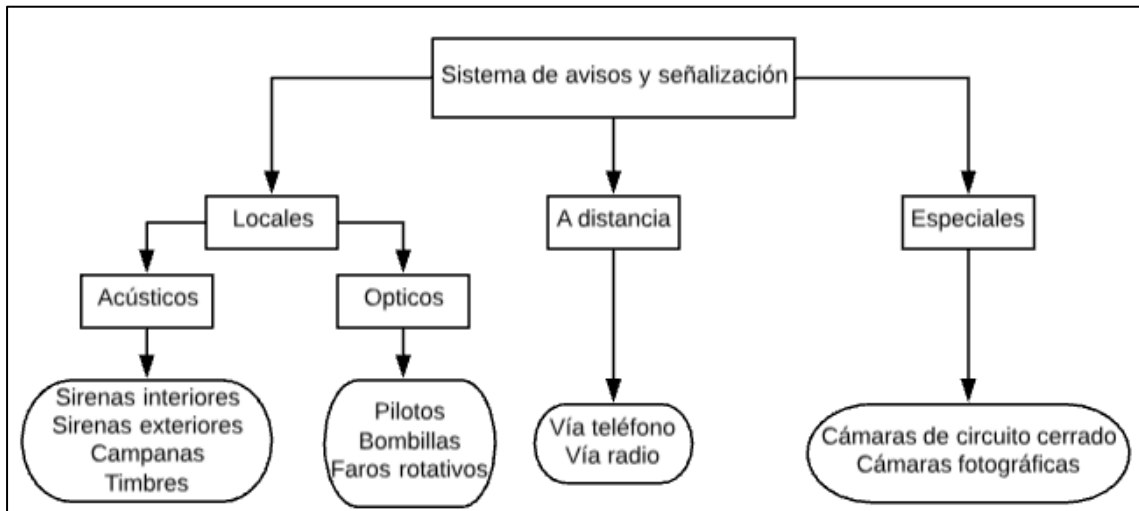 Sistema de avisos y señalización
Locales
A distancia
Especiales
Acústicos
Opticos
Sirenas interiores
Sirenas exteriores
Campanas
Timbres
Pilotos
Bombillas
Faros rotativos
Vía teléfono
Vía radio
Cámaras de circuito cerrado
Cámaras fotográficas